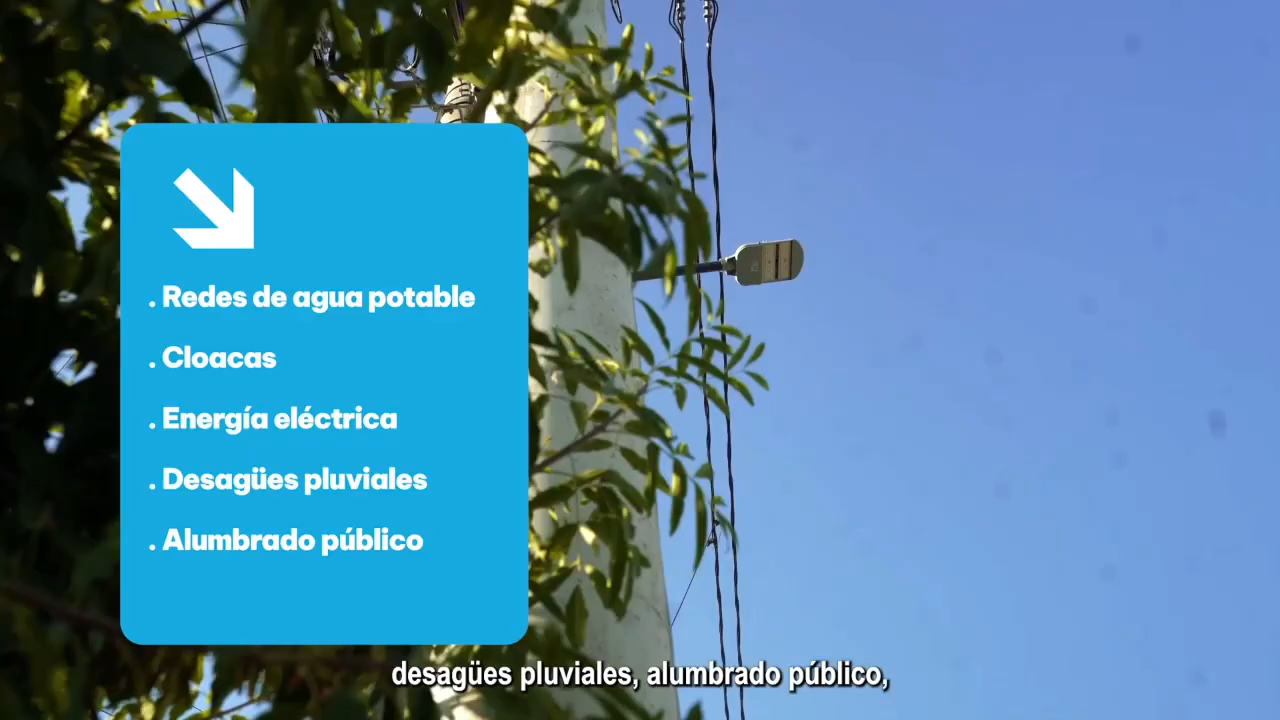 . Redes de agua potable
. Cloacas
. Energía eléctrica
. Desagües pluviales
. Alumbrado público
desagües pluviales, alumbrado público,